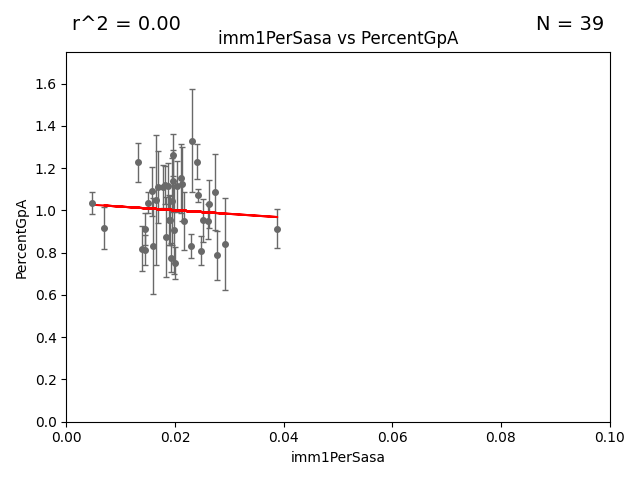 r^2 = 0.00
N = 39
imm1PerSasa vs PercentGpA
1.6
1.4
1.2
1.0
0.8
0.6
0.4
0.2
0.0
PercentGpA
0.00 0.02 0.04 0.06 0.08 0.10
imm1PerSasa